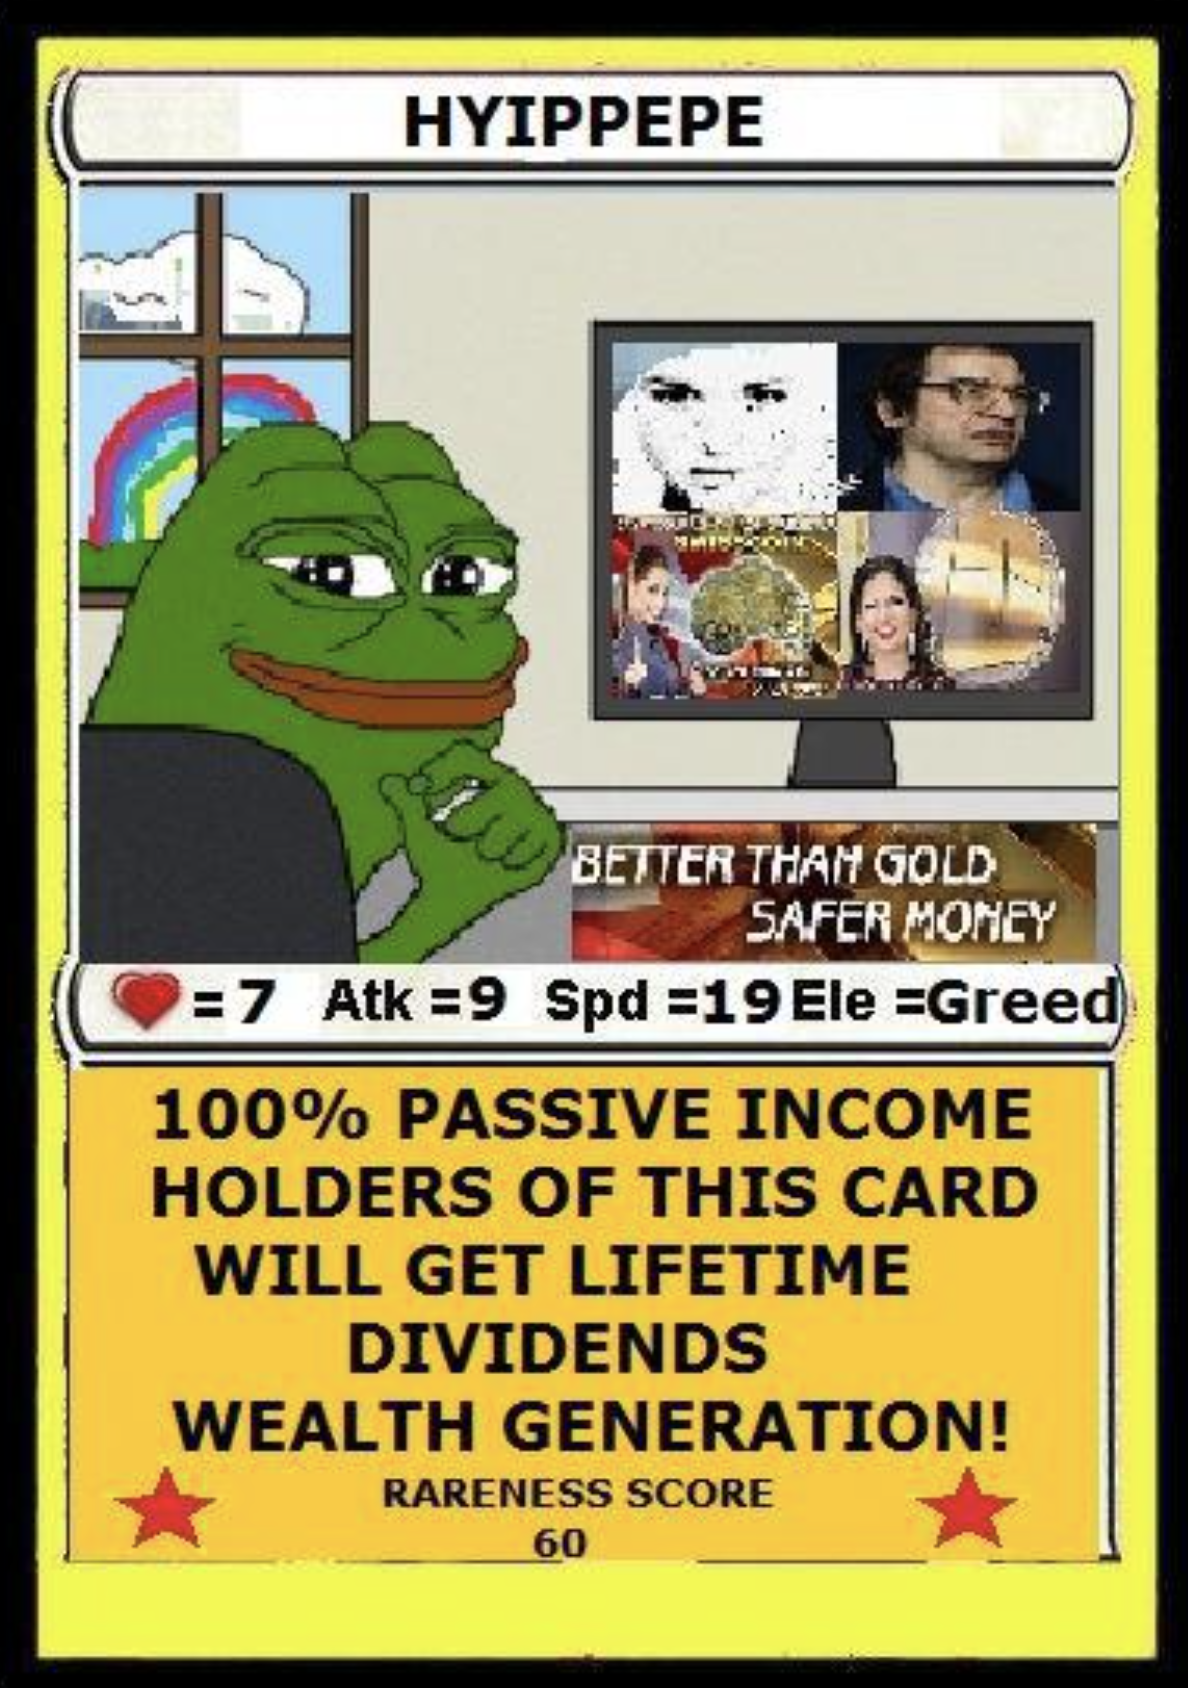 HYIPPEPE
BETTER THAN GOLD
SAFER MONEY
=7 Atk =9 Spd =19 Ele =Greed
100% PASSIVE INCOME
HOLDERS OF THIS CARD
WILL GET LIFETIME
DIVIDENDS
WEALTH GENERATION!
RARENESS SCORE
60